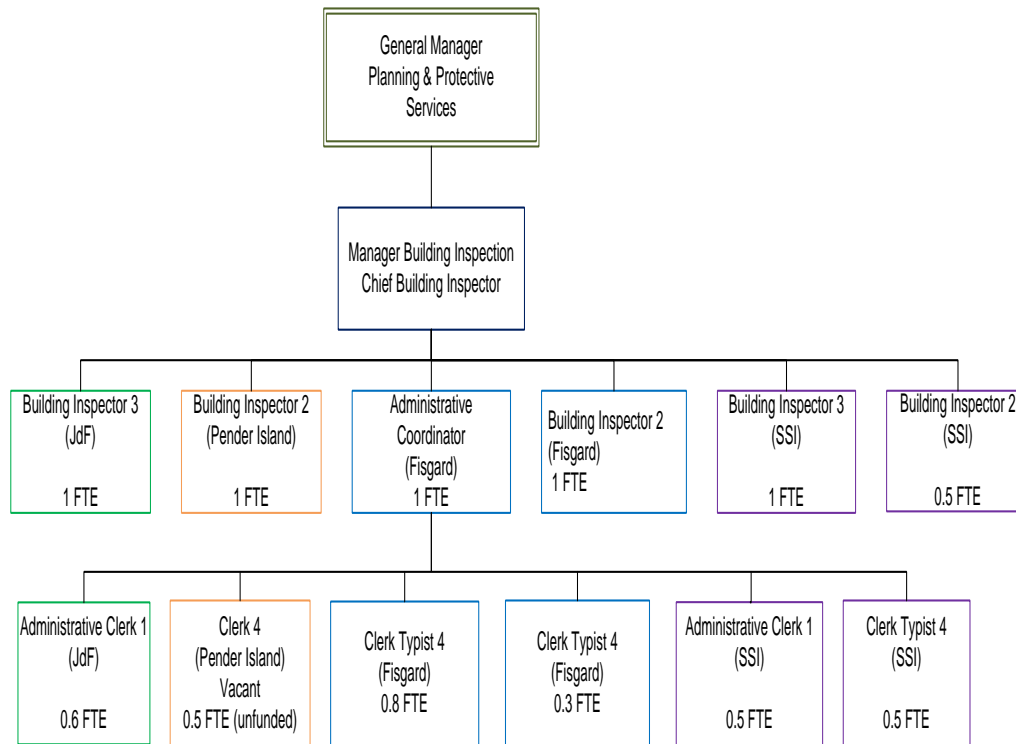 General Manager
Planning & Protective
Services
Manager Building Inspection
Chief Building Inspector
Building Inspector 3
(JdF)
1 FTE
Building Inspector 2
(Pender Island)
1 FTE
Administrative
Coordinator
(Fisgard)
1 FTE
Building Inspector 2
(Fisgard)
1 FTE
Building Inspector 3
(SSI)
1 FTE
Building Inspector 2
(SSI)
0.5 FTE
Administrative Clerk 1
(JdF)
0.6 FTE
Clerk 4
(Pender Island)
Vacant
0.5 FTE (unfunded)
Clerk Typist 4
(Fisgard)
0.8 FTE
Clerk Typist 4
(Fisgard)
0.3 FTE
Administrative Clerk 1
(SSI)
0.5 FTE
Clerk Typist 4
(SSI)
0.5 FTE